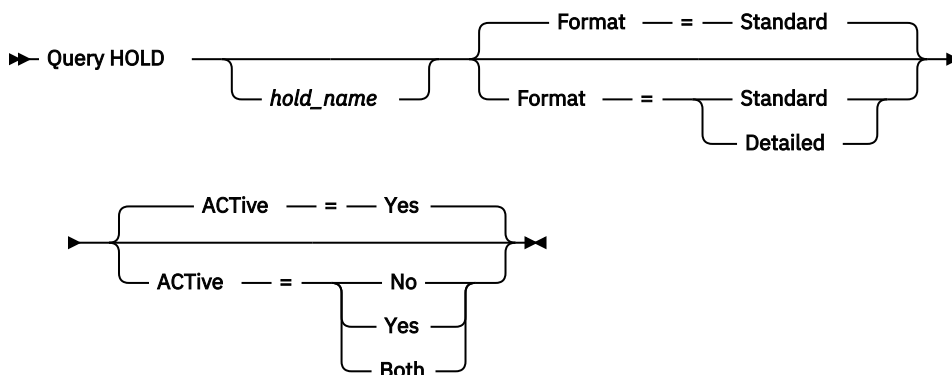 Format = Standard
Query HOLD
hold_name
Format = Standard
Detailed
ACTive = Yes
ACTive = No
Yes
Both